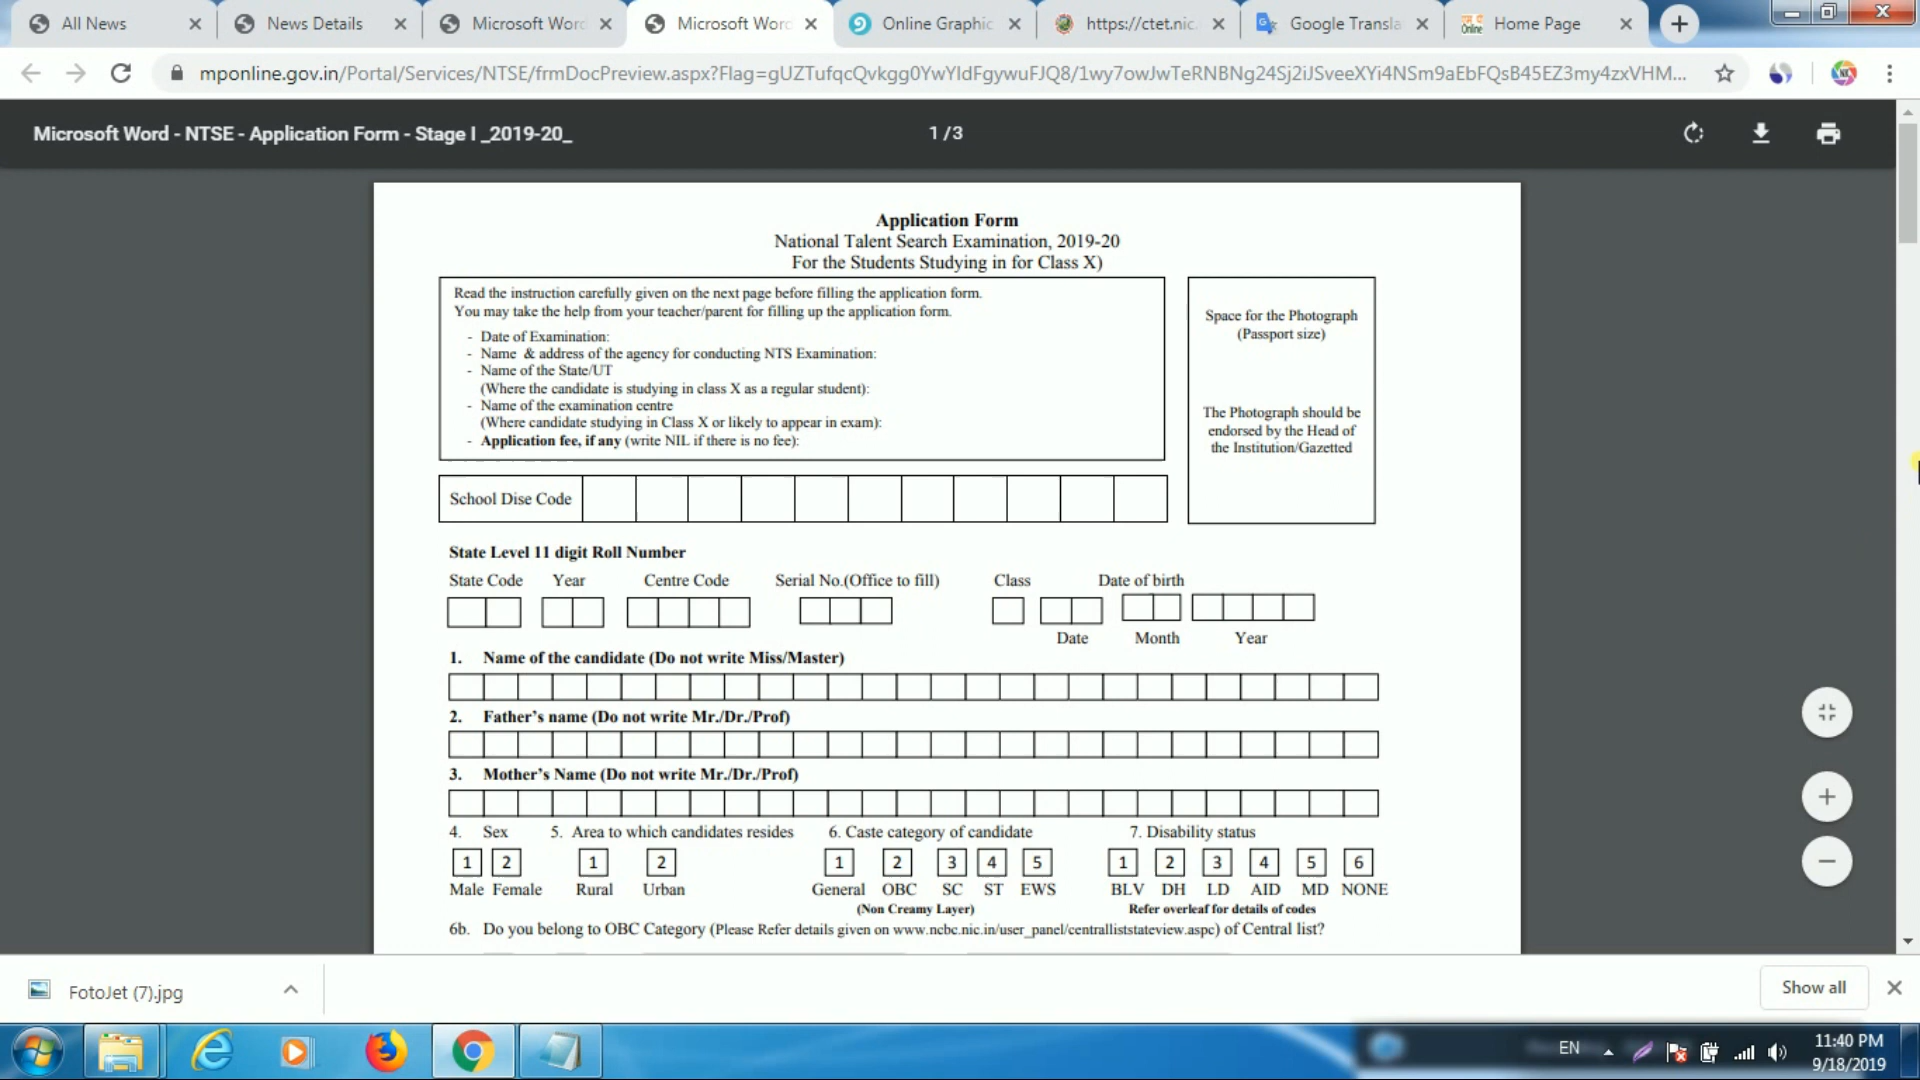 All News
News Details
Microsoft Word
Microsoft Word
Online Graphic
https://ctet.nic.
Google Transla
Home Page
mponline.gov.in/Portal/Services/NTSE/frmDocPreview.aspx?Flag=gUZTufqcQvkgg0YwYIdFgywuFJQ8/1wy7owJwTeRNBNg24Sj2iJSveeXYi4NSm9aEbFQsB45EZ3my4zxVHM...
Microsoft Word - NTSE - Application Form - Stage I _2019-20_
1 / 3
Application Form
National Talent Search Examination, 2019-20
For the Students Studying in for Class X)
Read the instruction carefully given on the next page before filling the application form.
You may take the help from your teacher/parent for filling up the application form.
- Date of Examination:
- Name & address of the agency for conducting NTS Examination:
- Name of the State/UT
(Where the candidate is studying in class X as a regular student):
- Name of the examination centre
(Where candidate studying in Class X or likely to appear in exam):
- Application fee, if any (write NIL if there is no fee):
Space for the Photograph
(Passport size)
The Photograph should be
endorsed by the Head of
the Institution/Gazetted
School Dise Code
State Level 11 digit Roll Number
State Code Year Centre Code Serial No.(Office to fill) Class Date of birth
Date Month Year
1. Name of the candidate (Do not write Miss/Master)
2. Father's name (Do not write Mr./Dr./Prof)
3. Mother's Name (Do not write Mr./Dr./Prof)
4. Sex 5. Area to which candidates resides 6. Caste category of candidate 7. Disability status
1 2 1 2 1 2 3 4 5 1 2 3 4 5 6
Male Female Rural Urban General OBC SC ST EWS BLV DH LD AID MD NONE
(Non Creamy Layer) Refer overleaf for details of codes
6b. Do you belong to OBC Category (Please Refer details given on www.ncbc.nic.in/user_panel/centralliststateview.aspc) of Central list?
FotoJet (7).jpg
Show all
EN
11:40 PM
9/18/2019